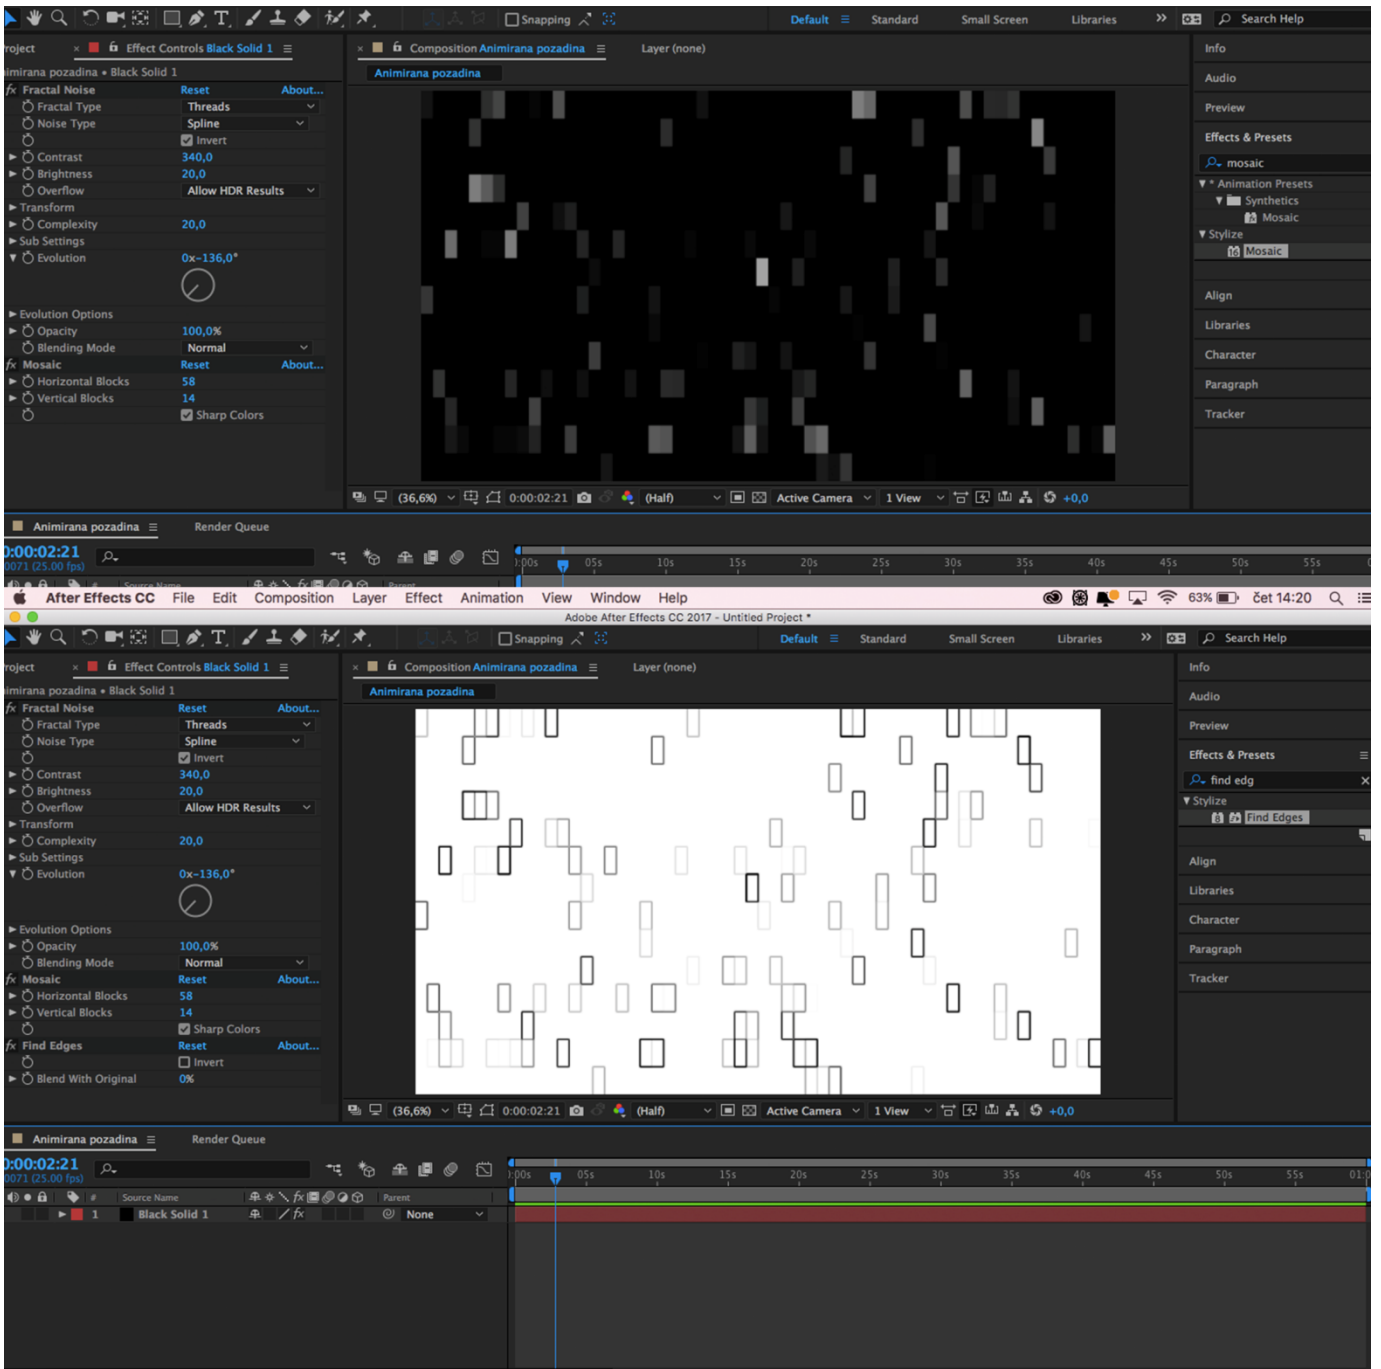 Snapping
Default
Standard
Small Screen
Libraries
Search Help
roject
Effect Controls Black Solid 1
Composition Animirana pozadina
Layer (none)
Info
imirana pozadina • Black Solid 1
Animirana pozadina
Audio
fx Fractal Noise Reset About...
Fractal Type Threads
Preview
Noise Type Spline
Invert
Effects & Presets
Contrast 340,0
mosaic
Brightness 20,0
Overflow Allow HDR Results
* Animation Presets
Transform
Synthetics
Complexity 20,0
Mosaic
Sub Settings
Stylize
Evolution 0x-136,0°
Mosaic
Align
Evolution Options
Libraries
Opacity 100,0%
Blending Mode Normal
Character
fx Mosaic Reset About...
Horizontal Blocks 58
Paragraph
Vertical Blocks 14
Sharp Colors
Tracker
(36,6%) 0:00:02:21 (Half) Active Camera 1 View +0,0
Animirana pozadina Render Queue
0:00:02:21
0071 (25.00 fps)
:00s 05s 10s 15s 20s 25s 30s 35s 40s 45s 50s 55s
# Source Name Parent
After Effects CC File Edit Composition Layer Effect Animation View Window Help 63% čet 14:20
Adobe After Effects CC 2017 - Untitled Project *
Snapping
Default
Standard
Small Screen
Libraries
Search Help
roject
Effect Controls Black Solid 1
Composition Animirana pozadina
Layer (none)
Info
imirana pozadina • Black Solid 1
Animirana pozadina
Audio
fx Fractal Noise Reset About...
Fractal Type Threads
Preview
Noise Type Spline
Invert
Effects & Presets
Contrast 340,0
find edg
Brightness 20,0
Overflow Allow HDR Results
Stylize
Transform
Find Edges
Complexity 20,0
Sub Settings
Align
Evolution 0x-136,0°
Libraries
Character
Evolution Options
Opacity 100,0%
Paragraph
Blending Mode Normal
fx Mosaic Reset About...
Tracker
Horizontal Blocks 58
Vertical Blocks 14
Sharp Colors
fx Find Edges Reset About...
Invert
Blend With Original 0%
(36,6%) 0:00:02:21 (Half) Active Camera 1 View +0,0
Animirana pozadina Render Queue
0:00:02:21
0071 (25.00 fps)
:00s 05s 10s 15s 20s 25s 30s 35s 40s 45s 50s 55s 01:0
# Source Name fx Parent
1 Black Solid 1 fx None